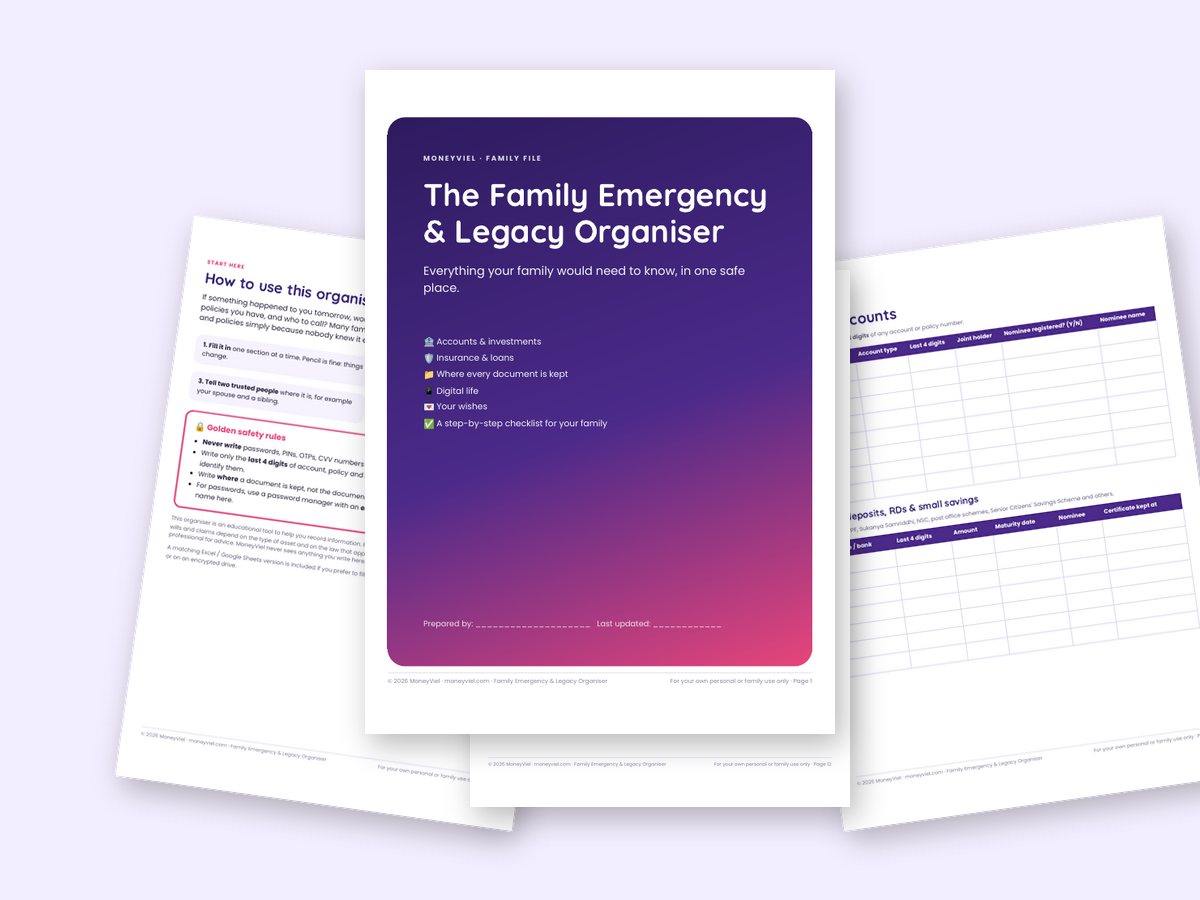 MONEYVIEL · FAMILY FILE
The Family Emergency
& Legacy Organiser
Everything your family would need to know, in one safe
place.
🏦 Accounts & investments
🛡️ Insurance & loans
📁 Where every document is kept
📱 Digital life
💌 Your wishes
✅ A step-by-step checklist for your family
Prepared by: ____________________ Last updated: ____________
© 2026 MoneyViel · moneyviel.com · Family Emergency & Legacy Organiser
For your own personal or family use only · Page 1
START HERE
How to use this organis
If something happened to you tomorrow, wo
policies you have, and who to call? Many fam
and policies simply because nobody knew it e
1. Fill it in one section at a time. Pencil is fine: things
change.
3. Tell two trusted people where it is, for example
your spouse and a sibling.
🔒 Golden safety rules
• Never write passwords, PINs, OTPs, CVV numbers
• Write only the last 4 digits of account, policy and
identify them.
• Write where a document is kept, not the documen
• For passwords, use a password manager with an e
name here.
This organiser is an educational tool to help you record information.
wills and claims depend on the type of asset and on the law that app
professional for advice. MoneyViel never sees anything you write here.
A matching Excel / Google Sheets version is included if you prefer to fil
or on an encrypted drive.
© 2026 MoneyViel · moneyviel.com · Family Emergency & Legacy Organiser
For your own personal or family use o
© 2026 MoneyViel · moneyviel.com · Family Emergency & Legacy Organiser
For your own personal or family use only · Page 12
counts
digits of any account or policy number.
Account type Last 4 digits Joint holder Nominee registered? (Y/N) Nominee name
deposits, RDs & small savings
PF, Sukanya Samriddhi, NSC, post office schemes, Senior Citizens' Savings Scheme and others.
/ bank Last 4 digits Amount Maturity date Nominee Certificate kept at
© 2026 MoneyViel · moneyviel.com · Family Emergency & Legacy Organiser
For your own personal or family use only · P